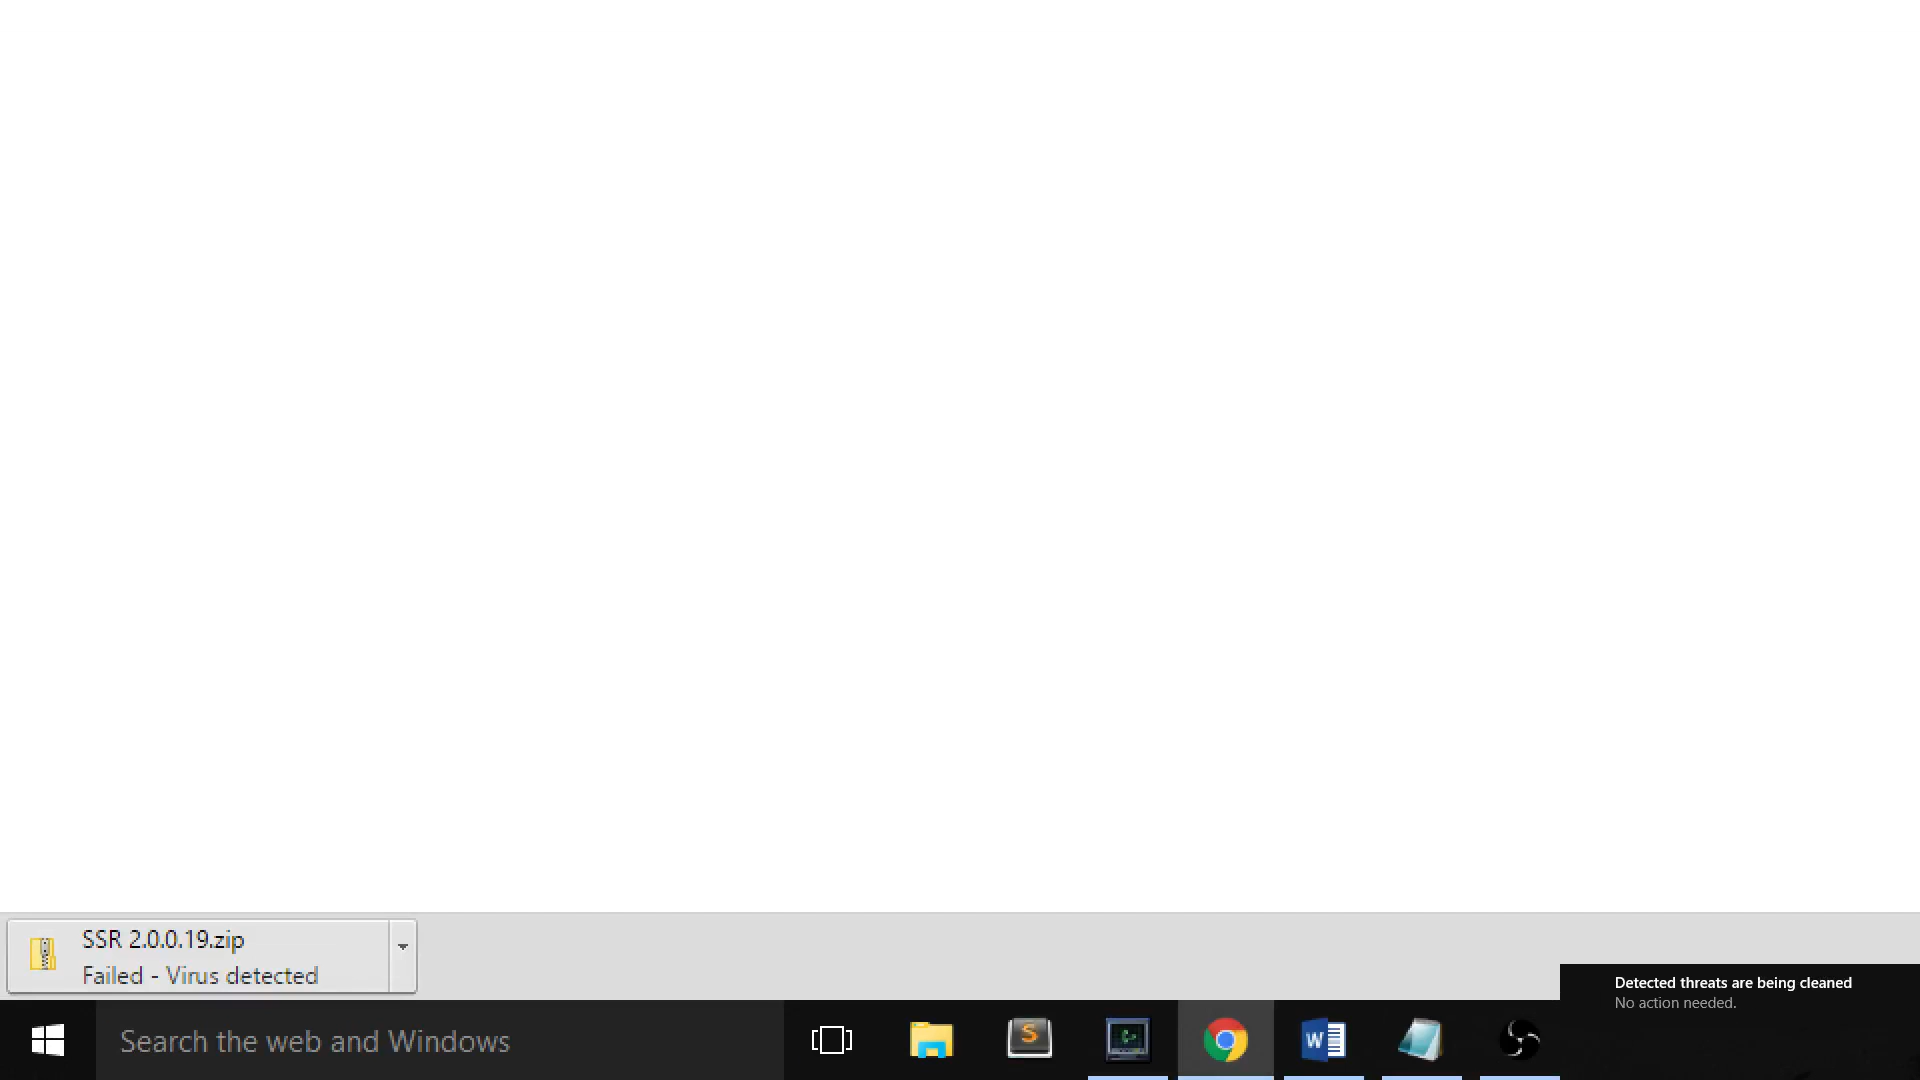 SSR 2.0.0.19.zip
Failed - Virus detected
Detected threats are being cleaned
No action needed.
Search the web and Windows
S
W